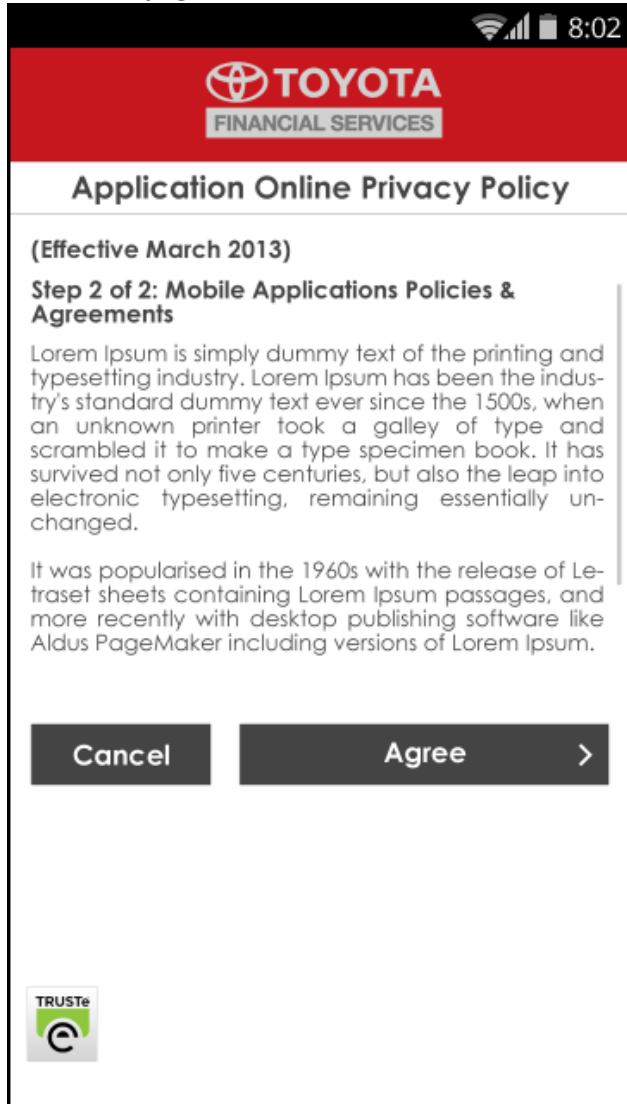 8:02
TOYOTA
FINANCIAL SERVICES
Application Online Privacy Policy
(Effective March 2013)
Step 2 of 2: Mobile Applications Policies &
Agreements
Lorem Ipsum is simply dummy text of the printing and
typesetting industry. Lorem Ipsum has been the indus-
try's standard dummy text ever since the 1500s, when
an unknown printer took a galley of type and
scrambled it to make a type specimen book. It has
survived not only five centuries, but also the leap into
electronic typesetting, remaining essentially un-
changed.
It was popularised in the 1960s with the release of Le-
traset sheets containing Lorem Ipsum passages, and
more recently with desktop publishing software like
Aldus PageMaker including versions of Lorem Ipsum.
Cancel
Agree
TRUSTe
e